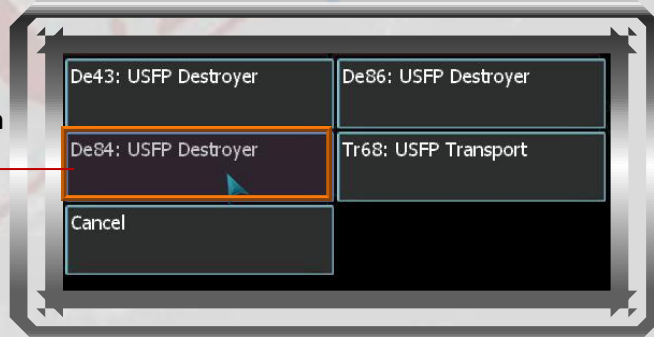 De43: USFP Destroyer
De86: USFP Destroyer
De84: USFP Destroyer
Tr68: USFP Transport
Cancel